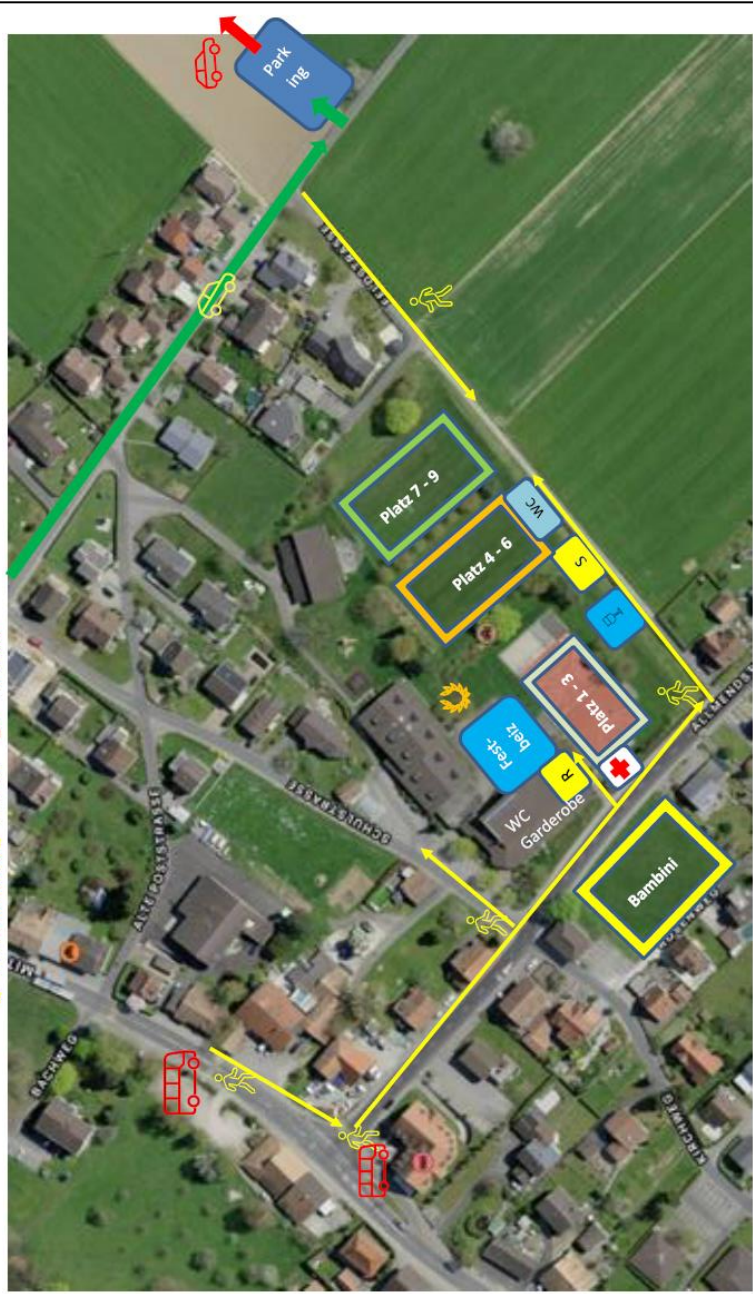 Park
ing
FELDSTRASSE
Platz 7 - 9
Platz 4 - 6
WC
S
Platz 1 - 3
Fest-
beiz
R
WC
Garderobe
SCHULSTRASSE
ALTE POSTSTRASSE
Bambini
KIRCHWEG
BACHWEG